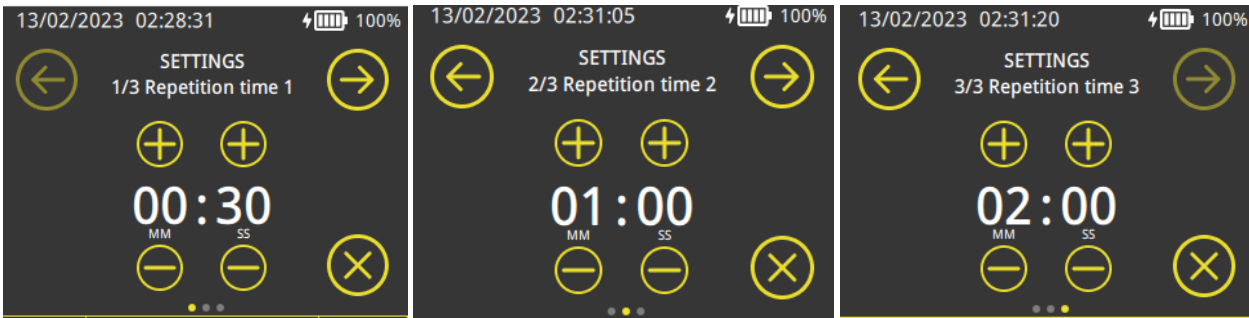 13/02/2023 02:28:31 100%
SETTINGS
1/3 Repetition time 1
00:30
MM SS
13/02/2023 02:31:05 100%
SETTINGS
2/3 Repetition time 2
01:00
MM SS
13/02/2023 02:31:20 100%
SETTINGS
3/3 Repetition time 3
02:00
MM SS